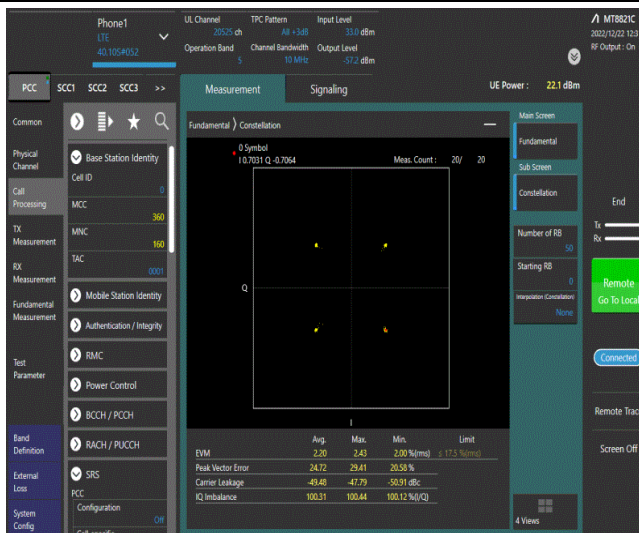 Phone1
LTE
40.105#052
UL Channel
20525 ch
TPC Pattern
All +3dB
Input Level
33.0 dBm
Operation Band
5
Channel Bandwidth
10 MHz
Output Level
-57.2 dBm
MT8821C
2022/12/22 12:3
RF Output : On
PCC
SCC1
SCC2
SCC3
>>
Measurement
Signaling
UE Power : 22.1 dBm
Common
Physical
Channel
Call
Processing
TX
Measurement
RX
Measurement
Fundamental
Measurement
Test
Parameter
Band
Definition
External
Loss
System
Config
Base Station Identity
Cell ID
0
MCC
360
MNC
160
TAC
0001
Mobile Station Identity
Authentication / Integrity
RMC
Power Control
BCCH / PCCH
RACH / PUCCH
SRS
PCC
Configuration
Off
Cell-specific
Fundamental > Constellation
0 Symbol
I 0.7031 Q -0.7064
Meas. Count : 20/ 20
Q
I
Avg. Max. Min. Limit
EVM 2.20 2.43 2.00 %(rms) ≤ 17.5 %(rms)
Peak Vector Error 24.72 29.41 20.58 %
Carrier Leakage -49.48 -47.79 -50.91 dBc
IQ Imbalance 100.31 100.44 100.12 %(I/Q)
Main Screen
Fundamental
Sub Screen
Constellation
Number of RB
50
Starting RB
0
Interpolation (Constellation)
None
4 Views
End
Tx
Rx
Remote
Go To Local
Connected
Remote Trac
Screen Off